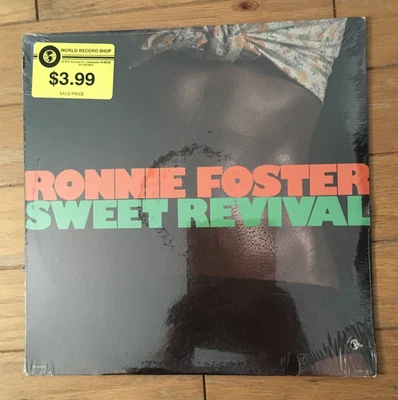 WORLD RECORD SHOP
$3.99
SALE PRICE
RONNIE FOSTER
SWEET REVIVAL